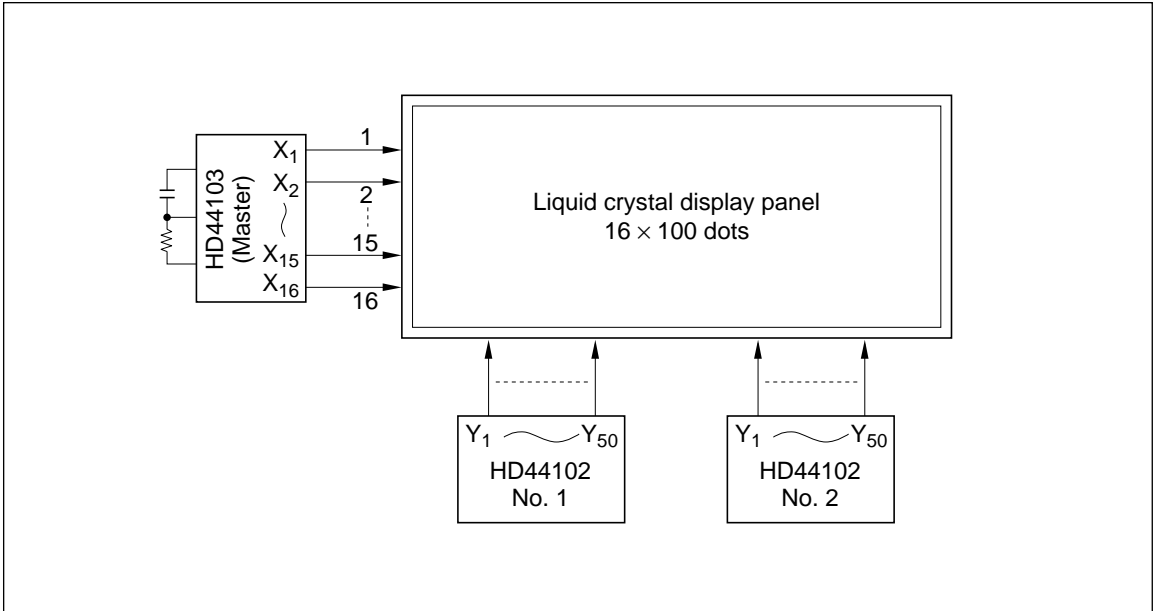 HD44103
(Master)
X1
X2
X15
X16
1
2
15
16
Liquid crystal display panel
16 × 100 dots
Y1 Y50
HD44102
No. 1
Y1 Y50
HD44102
No. 2